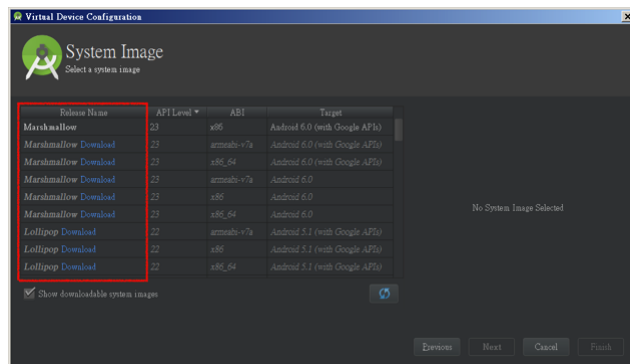 Virtual Device Configuration
System Image
Select a system image
Release Name API Level ABI Target
Marshmallow 23 x86 Android 6.0 (with Google APIs)
Marshmallow Download 23 armeabi-v7a Android 6.0 (with Google APIs)
Marshmallow Download 23 x86_64 Android 6.0 (with Google APIs)
Marshmallow Download 23 armeabi-v7a Android 6.0
Marshmallow Download 23 x86 Android 6.0
Marshmallow Download 23 x86_64 Android 6.0
Lollipop Download 22 armeabi-v7a Android 5.1 (with Google APIs)
Lollipop Download 22 x86 Android 5.1 (with Google APIs)
Lollipop Download 22 x86_64 Android 5.1 (with Google APIs)
No System Image Selected
Show downloadable system images
Previous Next Cancel Finish